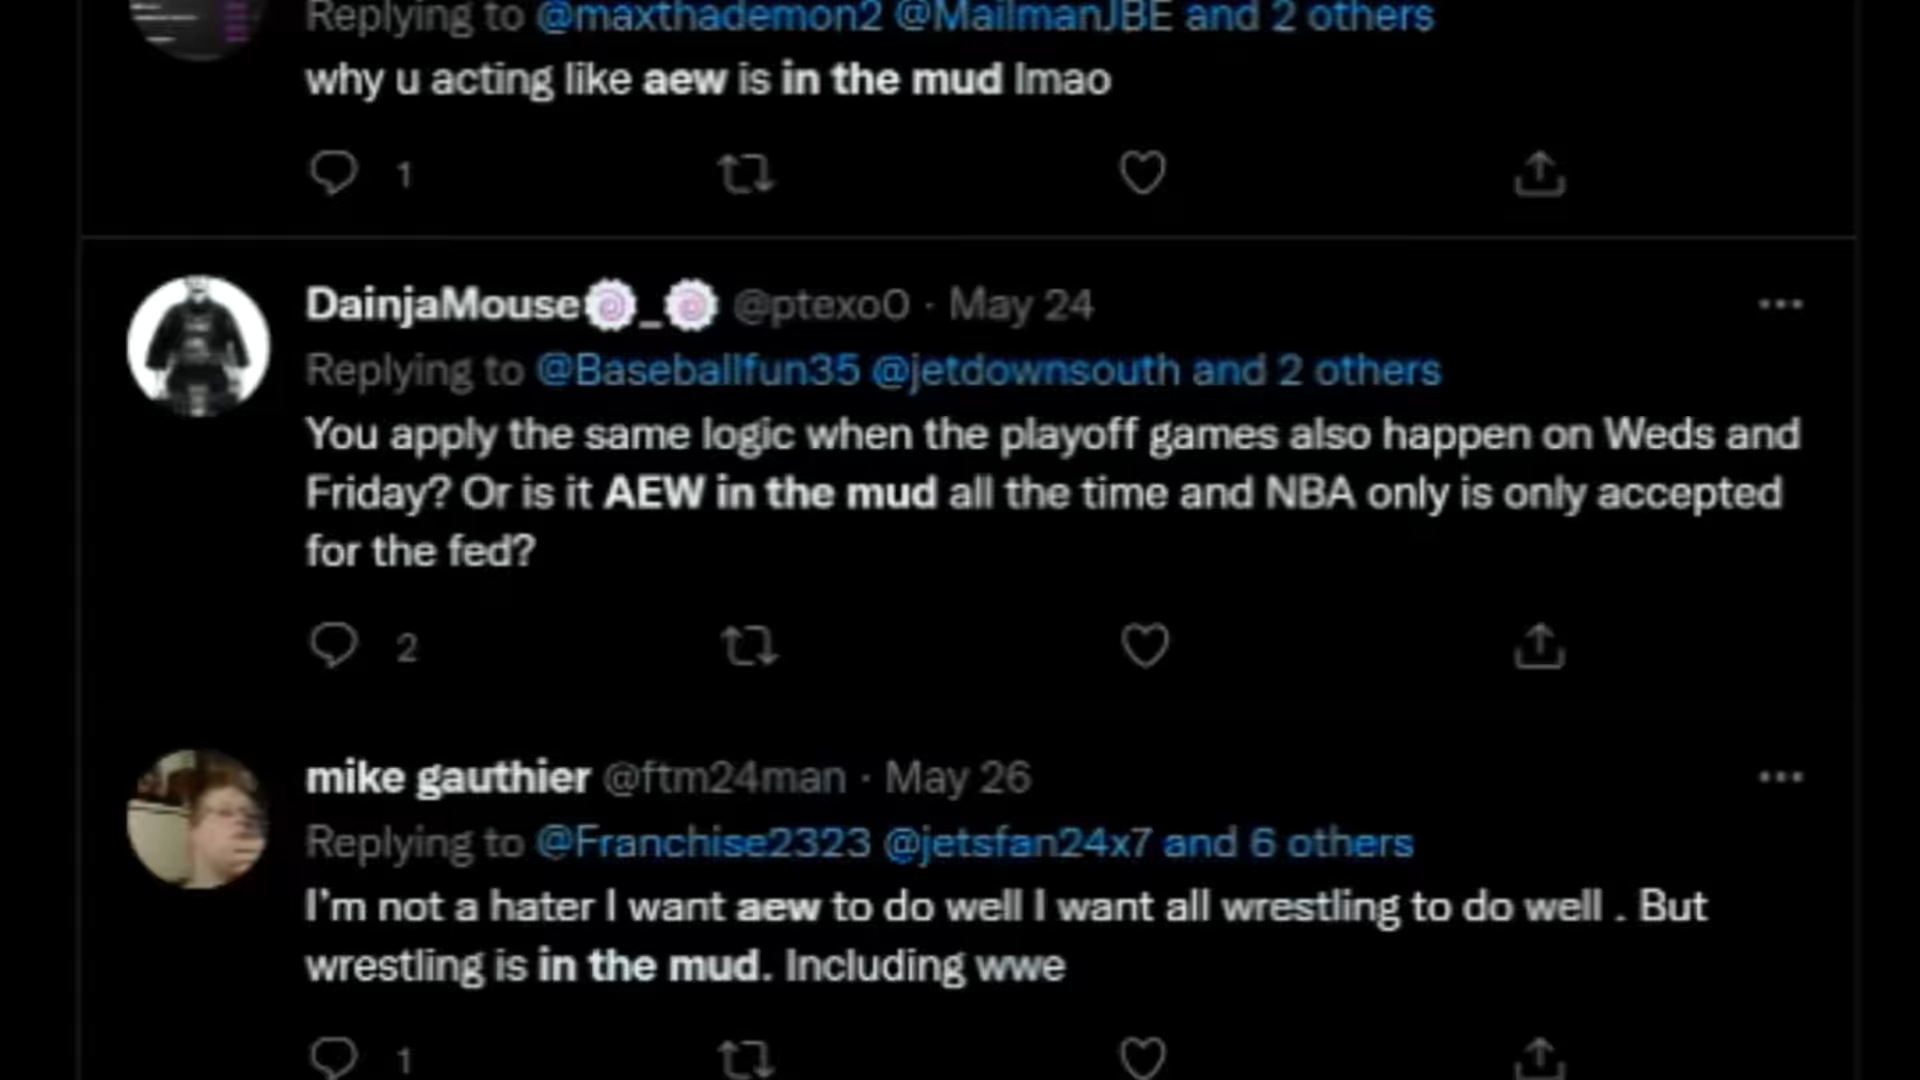 Replying to @maxthademon2 @MailmanJBE and 2 others
why u acting like aew is in the mud lmao
1
DainjaMouse🍥_🍥 @ptexo0 · May 24
Replying to @Baseballfun35 @jetdownsouth and 2 others
You apply the same logic when the playoff games also happen on Weds and
Friday? Or is it AEW in the mud all the time and NBA only is only accepted
for the fed?
2
mike gauthier @ftm24man · May 26
Replying to @Franchise2323 @jetsfan24x7 and 6 others
I'm not a hater I want aew to do well I want all wrestling to do well . But
wrestling is in the mud. Including wwe
1